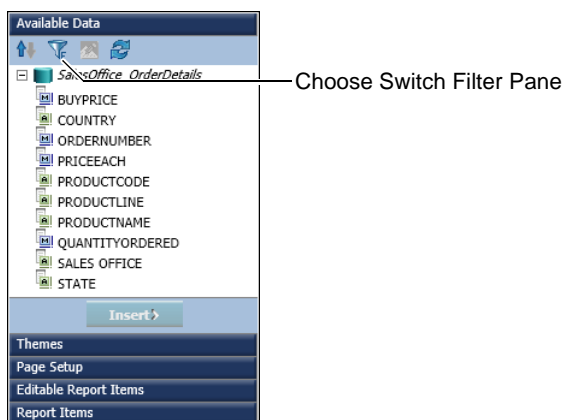 Available Data
SalesOffice_OrderDetails
Choose Switch Filter Pane
BUYPRICE
COUNTRY
ORDERNUMBER
PRICEEACH
PRODUCTCODE
PRODUCTLINE
PRODUCTNAME
QUANTITYORDERED
SALES OFFICE
STATE
Insert
Themes
Page Setup
Editable Report Items
Report Items